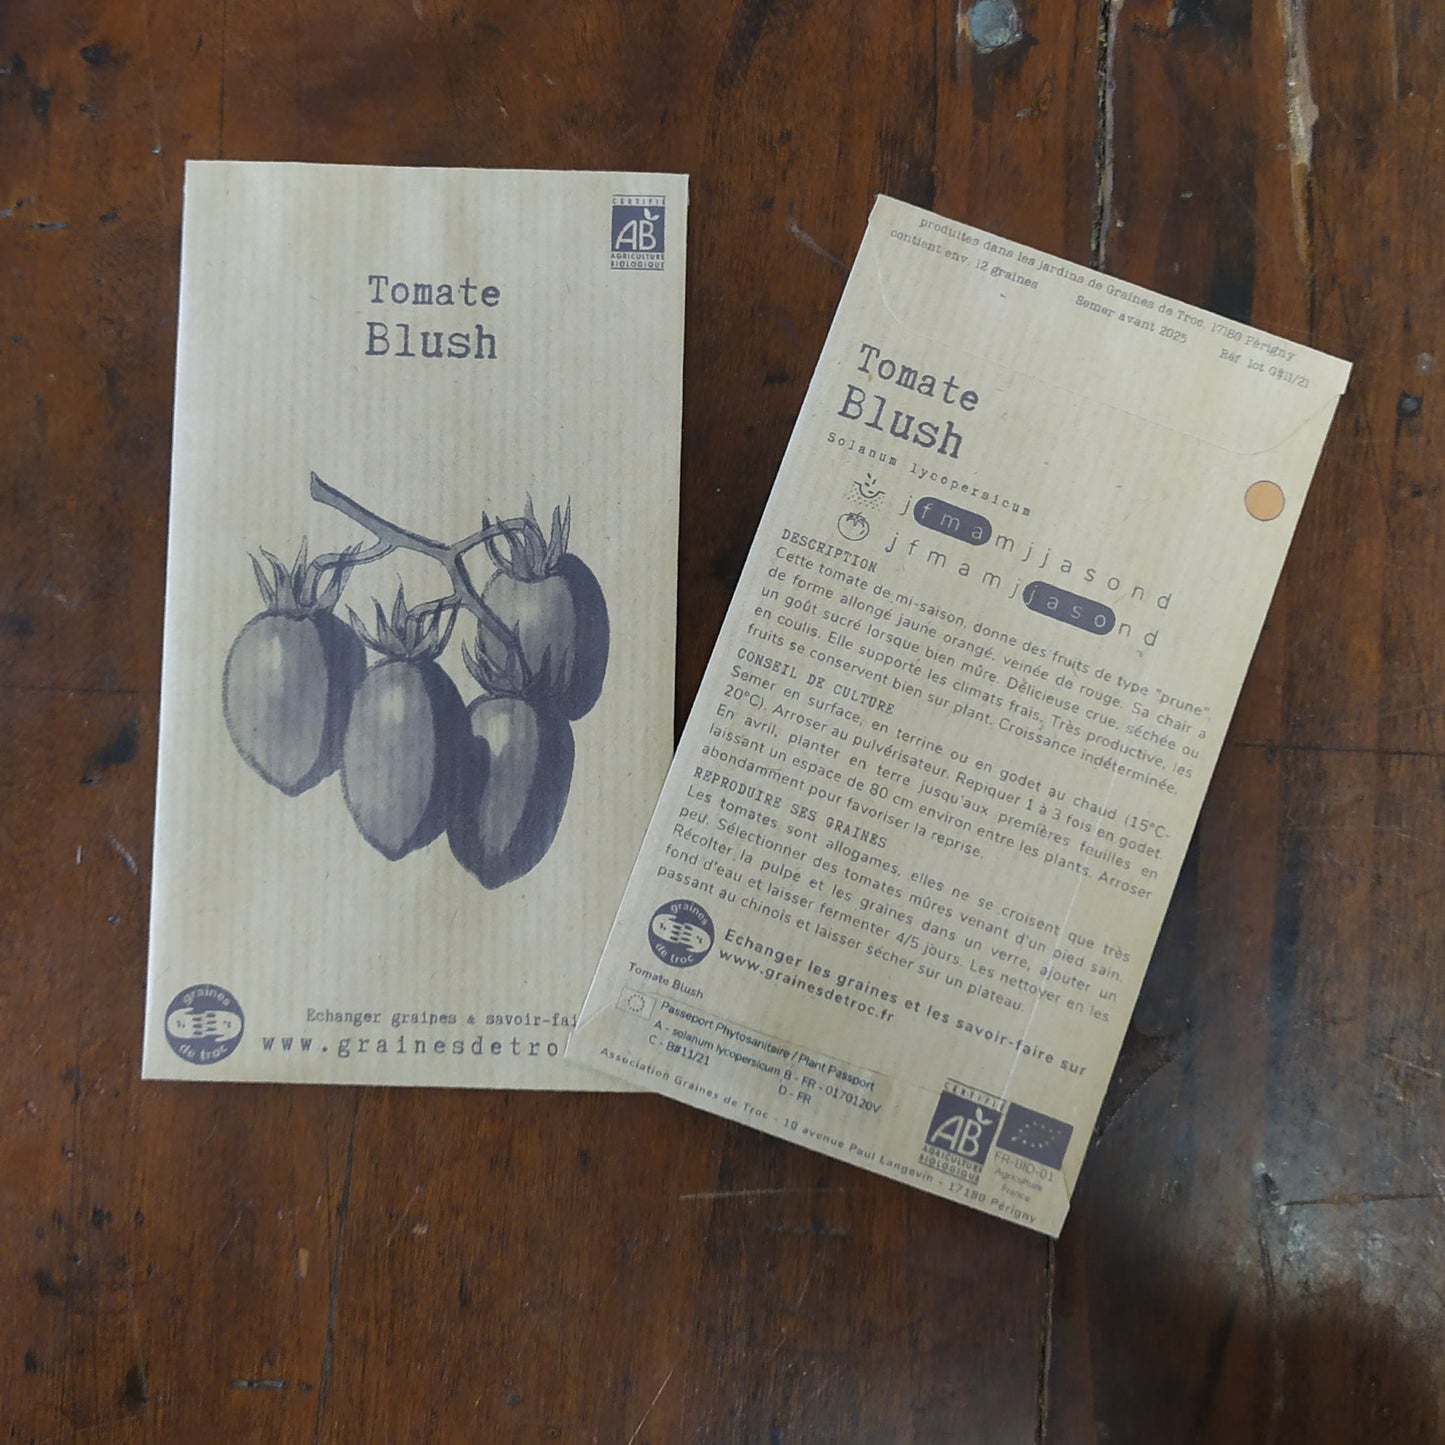 CERTIFIÉ
AB
AGRICULTURE
BIOLOGIQUE
Tomate
Blush
graines
de troc
Echanger graines & savoir-fai
www.grainesdetro
produites dans les jardins de Graines de Troc, 17180 Périgny
contient env. 12 graines Semer avant 2025 Réf lot G#11/21
Tomate
Blush
Solanum lycopersicum
j f m a m j j a s o n d
j f m a m j j a s o n d
DESCRIPTION
Cette tomate de mi-saison, donne des fruits de type "prune",
de forme allongé jaune orangé, veinée de rouge. Sa chair a
un goût sucré lorsque bien mûre. Délicieuse crue, séchée ou
en coulis. Elle supporte les climats frais. Très productive, les
fruits se conservent bien sur plant. Croissance indéterminée.
CONSEIL DE CULTURE
Semer en surface, en terrine ou en godet au chaud (15°C-
20°C). Arroser au pulvérisateur. Repiquer 1 à 3 fois en godet.
En avril, planter en terre jusqu'aux premières feuilles en
laissant un espace de 80 cm environ entre les plants. Arroser
abondamment pour favoriser la reprise.
REPRODUIRE SES GRAINES
Les tomates sont allogames, elles ne se croisent que très
peu. Sélectionner des tomates mûres venant d'un pied sain.
Récolter la pulpe et les graines dans un verre, ajouter un
fond d'eau et laisser fermenter 4/5 jours. Les nettoyer en les
passant au chinois et laisser sécher sur un plateau.
graines
de troc
Echanger les graines et les savoir-faire sur
www.grainesdetroc.fr
Tomate Blush
Passeport Phytosanitaire / Plant Passport
A - solanum lycopersicum B - FR - 0170120V
C - B#11/21 D - FR
CERTIFIÉ
AB
AGRICULTURE
BIOLOGIQUE
FR-BIO-01
Agriculture
France
Association Graines de Troc - 10 avenue Paul Langevin - 17180 Périgny